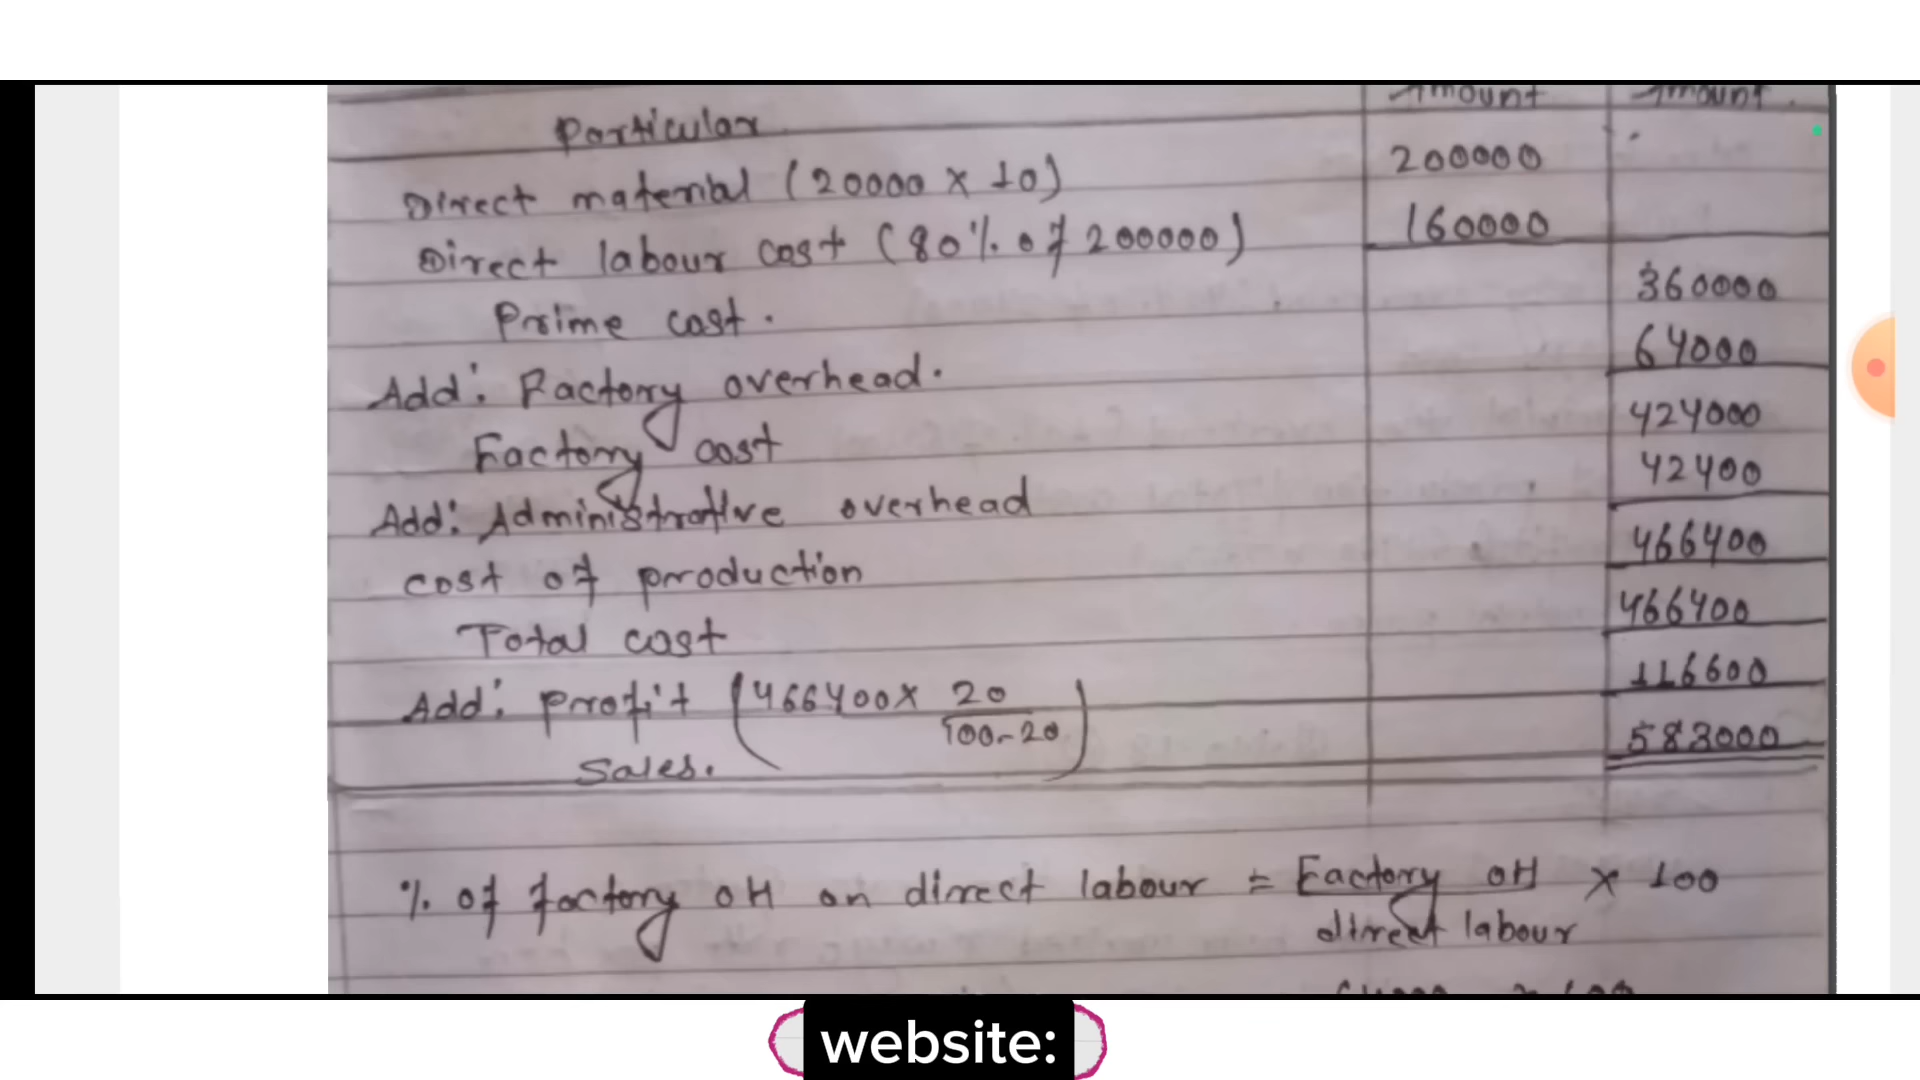 Particular Amount Amount.
Direct material (20000 × 10) 200000
Direct labour cost (80% of 200000) 160000
Prime cost. 360000
Add: Factory overhead. 64000
Factory cost 424000
Add: Administrative overhead 42400
cost of production 466400
Total cost 466400
Add: profit (466400× 20 116600
100-20)
Sales. 583000
% of factory OH on direct labour = Factory OH × 100
direct labour
website: